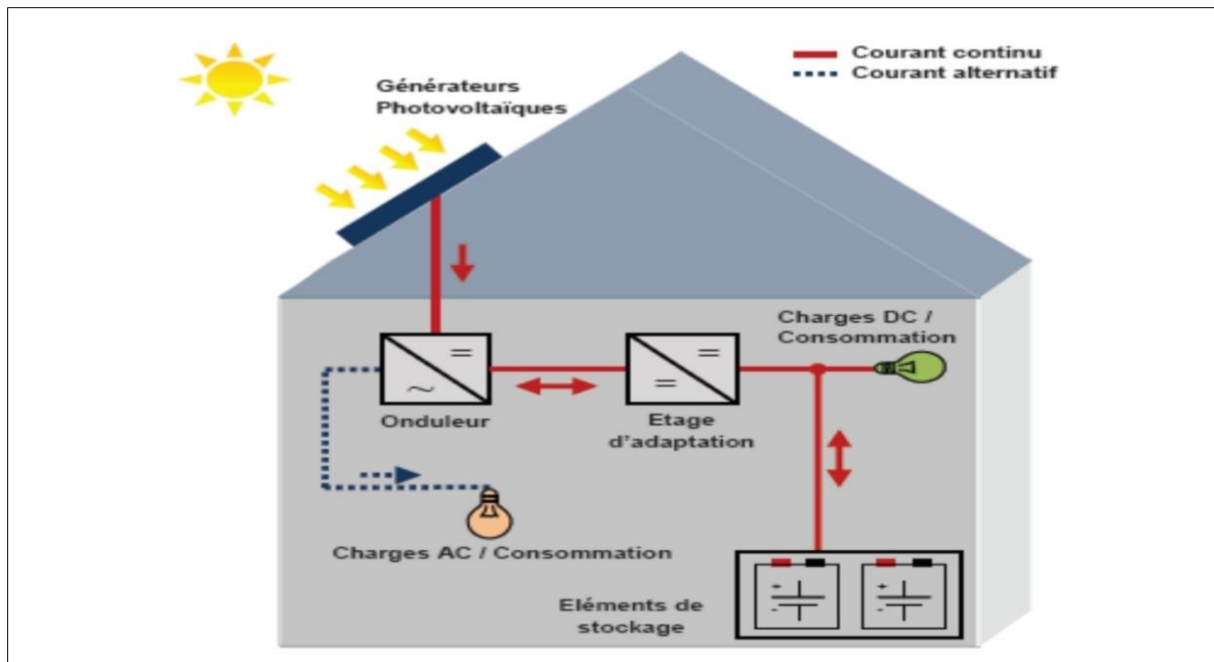 Courant continu
Courant alternatif
Générateurs
Photovoltaïques
Charges DC /
Consommation
=
~
Onduleur
=
=
Etage
d'adaptation
Charges AC / Consommation
Eléments de
stockage
+
-
+
-